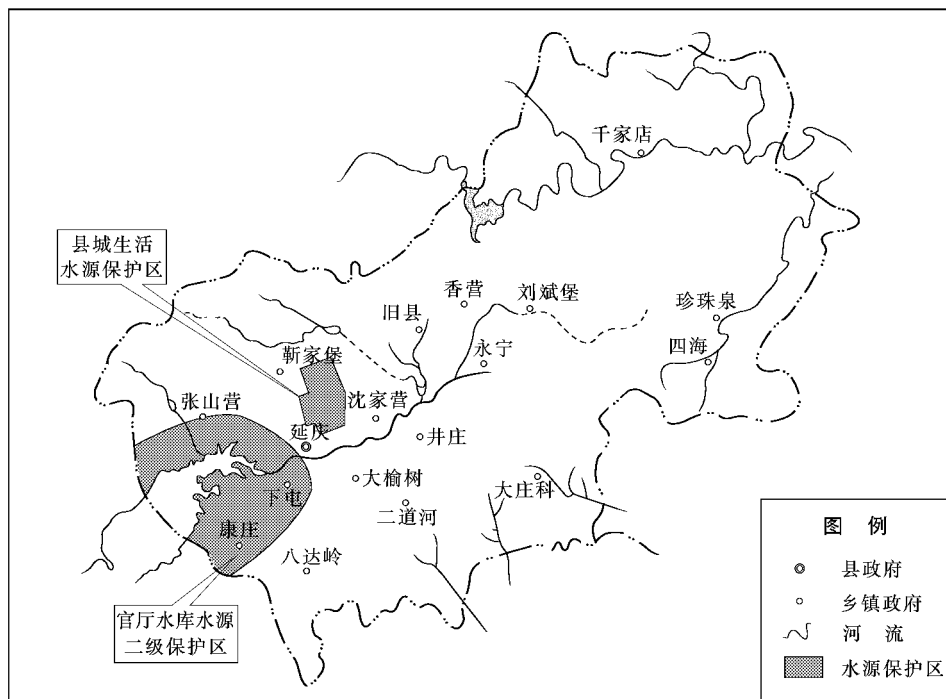 千家店
县城生活
水源保护区
香营
刘斌堡
旧县
珍珠泉
永宁
四海
靳家堡
张山营
沈家营
延庆
井庄
大榆树
大庄科
下屯
二道河
康庄
八达岭
官厅水库水源
二级保护区
图 例
县政府
乡镇政府
河 流
水源保护区